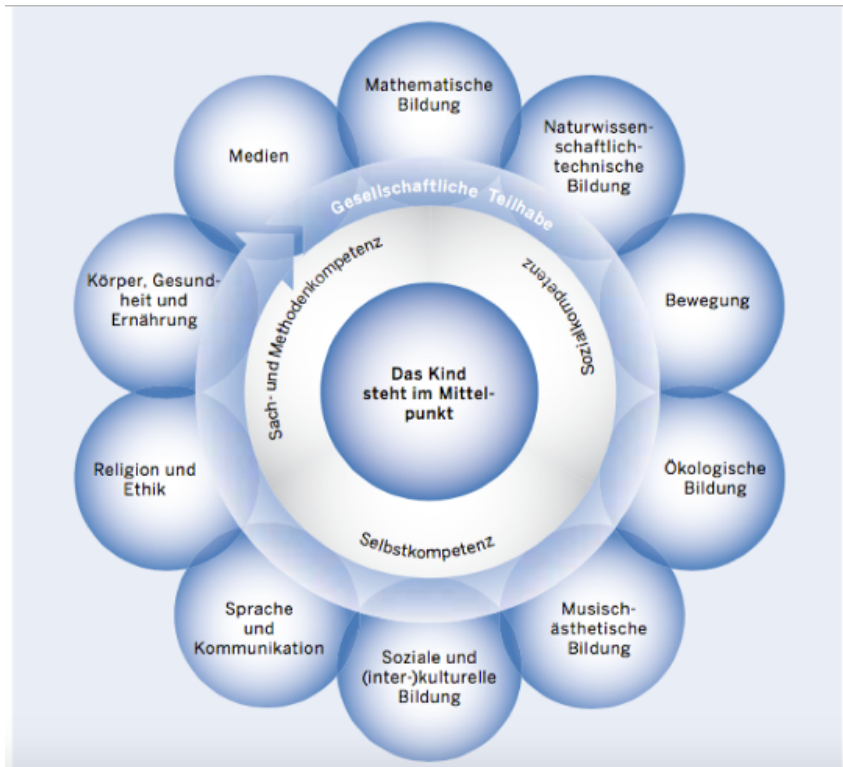 Mathematische
Bildung
Naturwissen-
schaftlich-
technische
Bildung
Bewegung
Ökologische
Bildung
Musisch-
ästhetische
Bildung
Soziale und
(inter-)kulturelle
Bildung
Sprache
und
Kommunikation
Religion und
Ethik
Körper, Gesund-
heit und
Ernährung
Medien
Gesellschaftliche Teilhabe
Sach- und Methodenkompetenz
Sozialkompetenz
Selbstkompetenz
Das Kind
steht im Mittel-
punkt